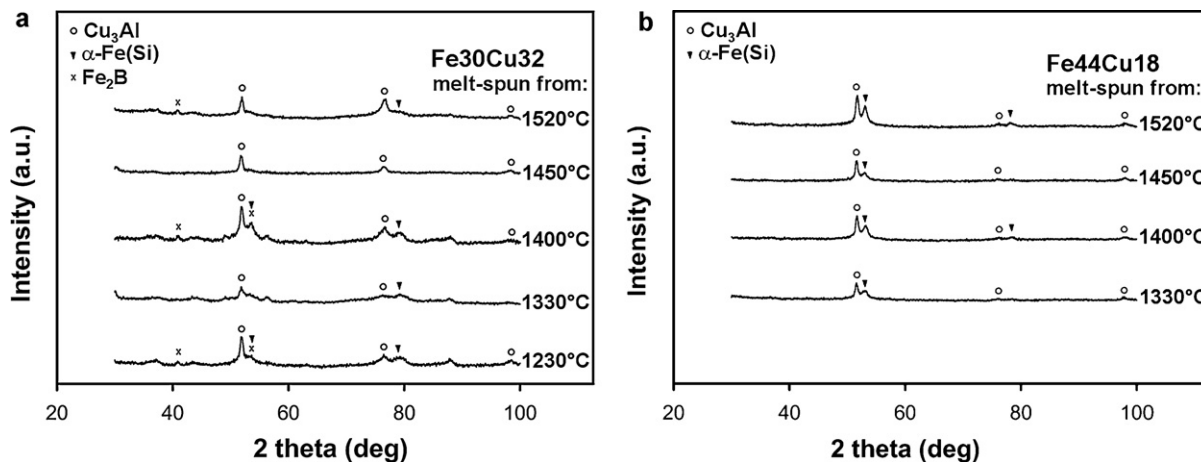 a
○ Cu₃Al
▼ α-Fe(Si)
x Fe₂B
Fe30Cu32
melt-spun from:
1520°C
1450°C
1400°C
1330°C
1230°C
Intensity (a.u.)
20 40 60 80 100
2 theta (deg)
b
○ Cu₃Al
▼ α-Fe(Si)
Fe44Cu18
melt-spun from:
1520°C
1450°C
1400°C
1330°C
Intensity (a.u.)
20 40 60 80 100
2 theta (deg)